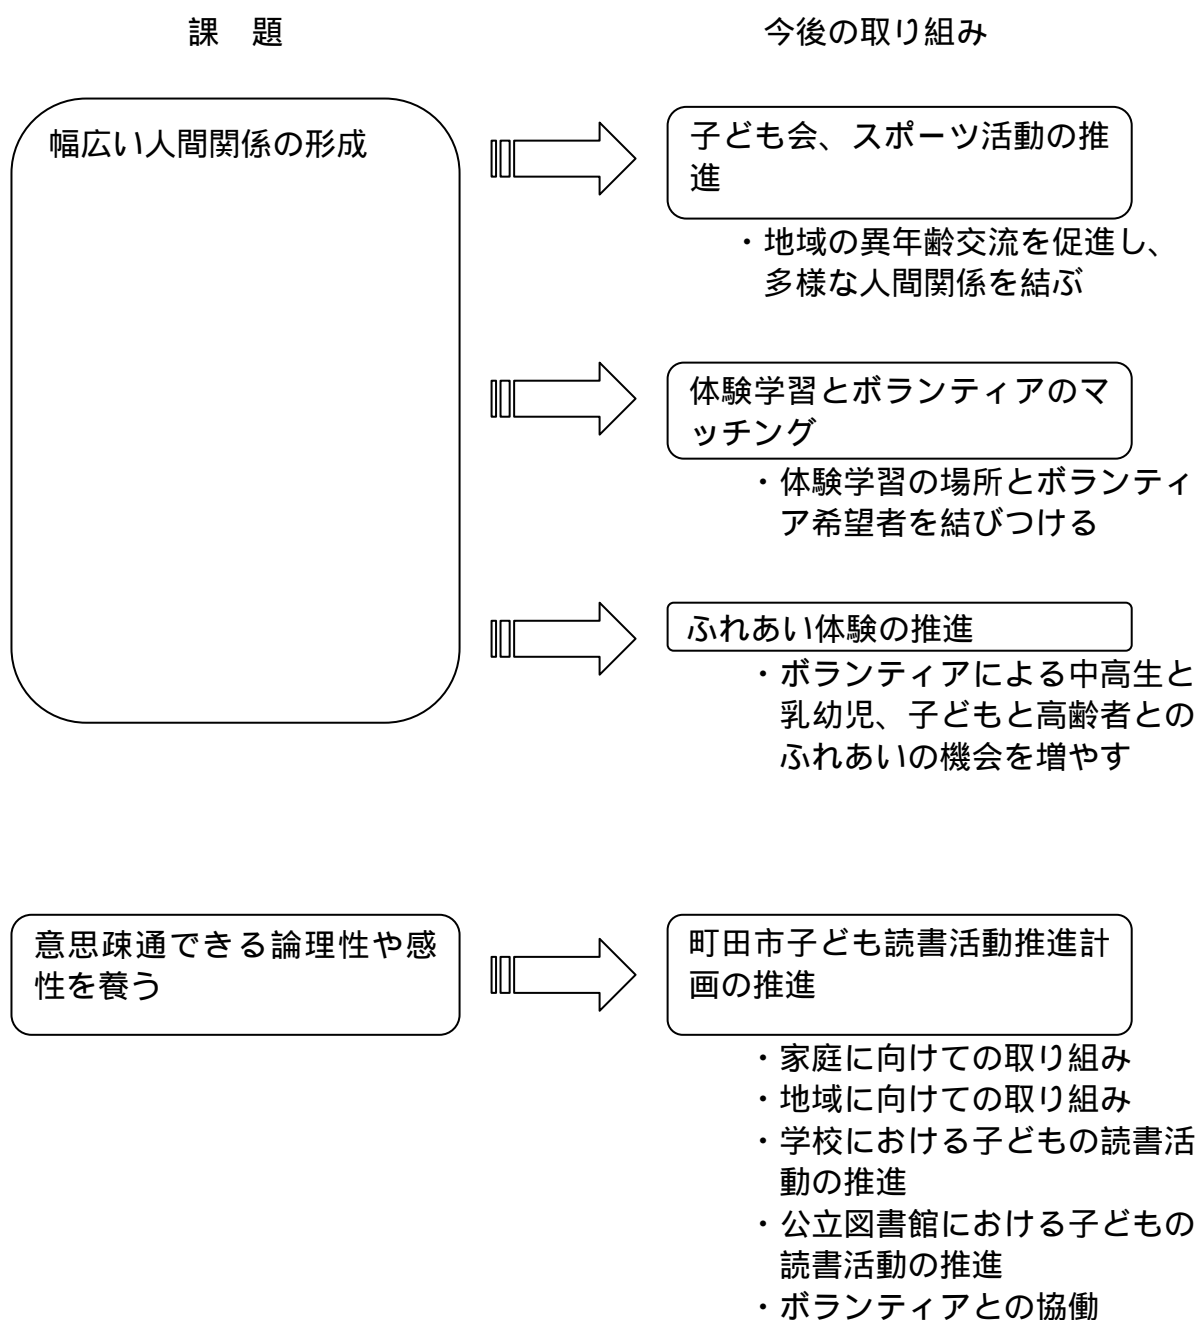 課　題
今後の取り組み
幅広い人間関係の形成
子ども会、スポーツ活動の推
進
・地域の異年齢交流を促進し、
多様な人間関係を結ぶ
体験学習とボランティアのマ
ッチング
・体験学習の場所とボランティ
ア希望者を結びつける
ふれあい体験の推進
・ボランティアによる中高生と
乳幼児、子どもと高齢者との
ふれあいの機会を増やす
意思疎通できる論理性や感
性を養う
町田市子ども読書活動推進計
画の推進
・家庭に向けての取り組み
・地域に向けての取り組み
・学校における子どもの読書活
動の推進
・公立図書館における子どもの
読書活動の推進
・ボランティアとの協働